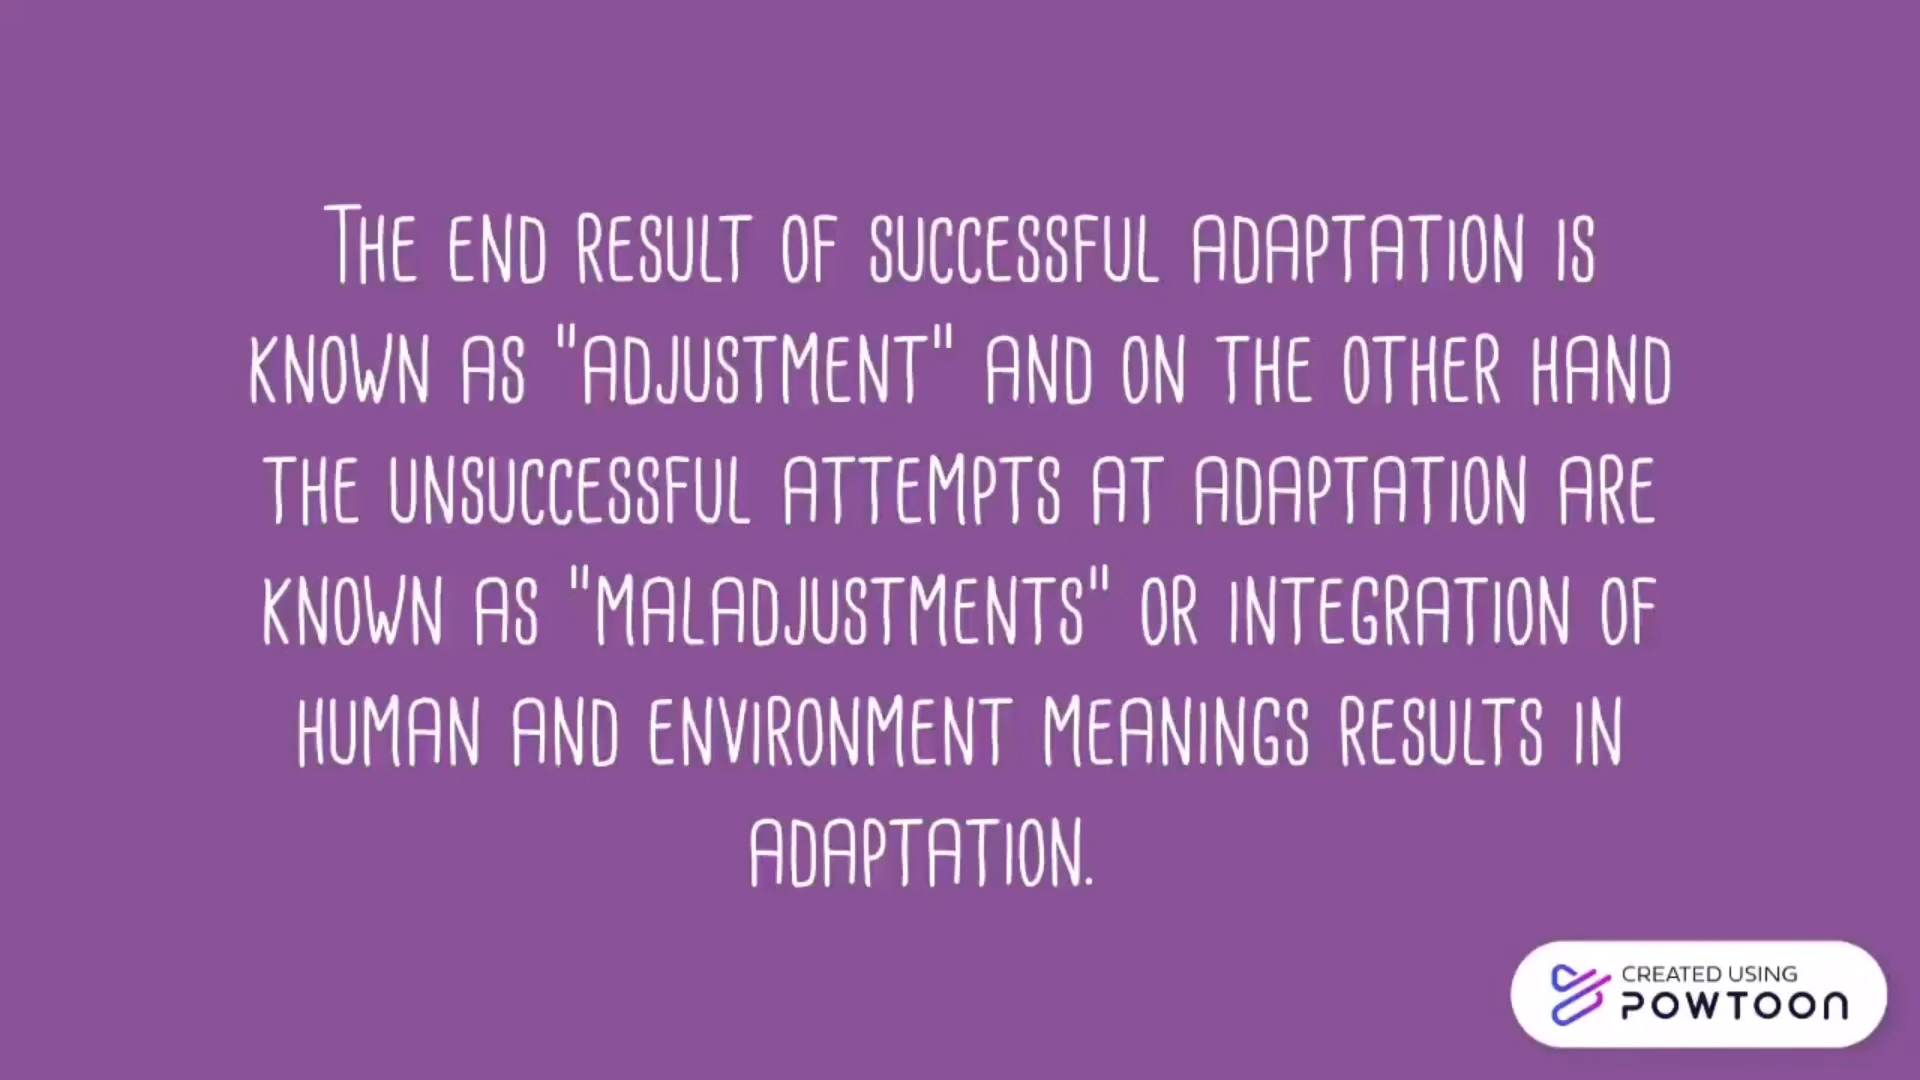 The end result of successful adaptation is
known as "adjustment" and on the other hand
the unsuccessful attempts at adaptation are
known as "maladjustments" or integration of
human and environment meanings results in
adaptation.
CREATED USING
POWTOON